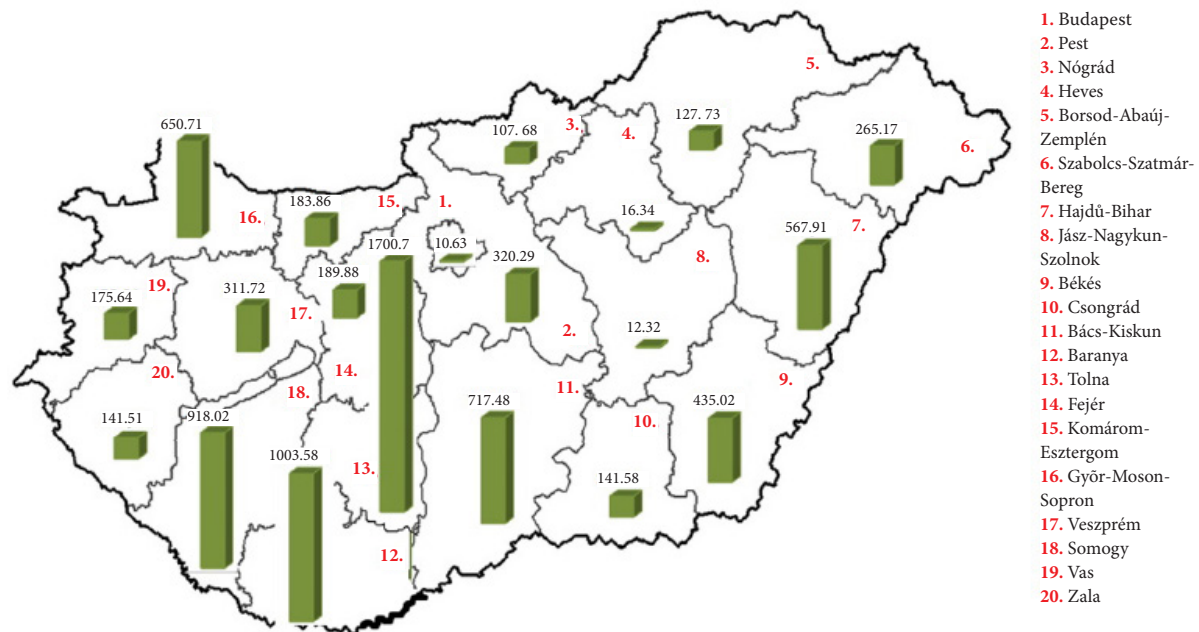 650.71
107. 68
3.
4.
127. 73
5.
265.17
6.
16.
183.86
15.
1.
10.63
320.29
16.34
8.
567.91
7.
175.64
19.
311.72
17.
189.88
1700.7
2.
12.32
9.
141.51
20.
918.02
18.
14.
1003.58
13.
12.
717.48
11.
141.58
10.
435.02
1. Budapest
2. Pest
3. Nógrád
4. Heves
5. Borsod-Abaúj-
Zemplén
6. Szabolcs-Szatmár-
Bereg
7. Hajdû-Bihar
8. Jász-Nagykun-
Szolnok
9. Békés
10. Csongrád
11. Bács-Kiskun
12. Baranya
13. Tolna
14. Fejér
15. Komárom-
Esztergom
16. Gyõr-Moson-
Sopron
17. Veszprém
18. Somogy
19. Vas
20. Zala